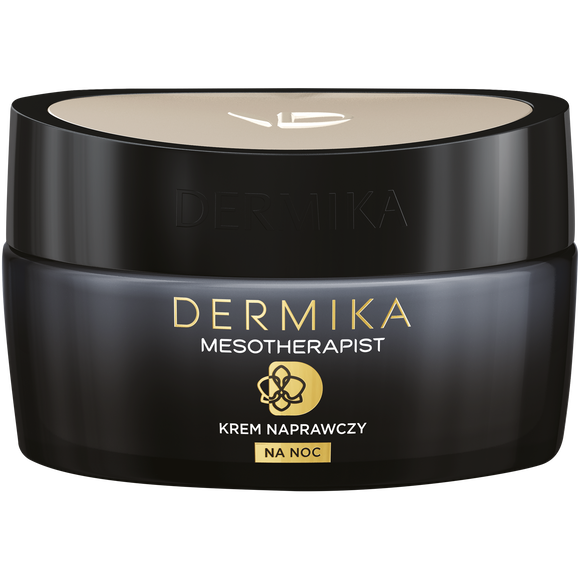 DERMIKA
DERMIKA
MESOTHERAPIST
KREM NAPRAWCZY
NA NOC